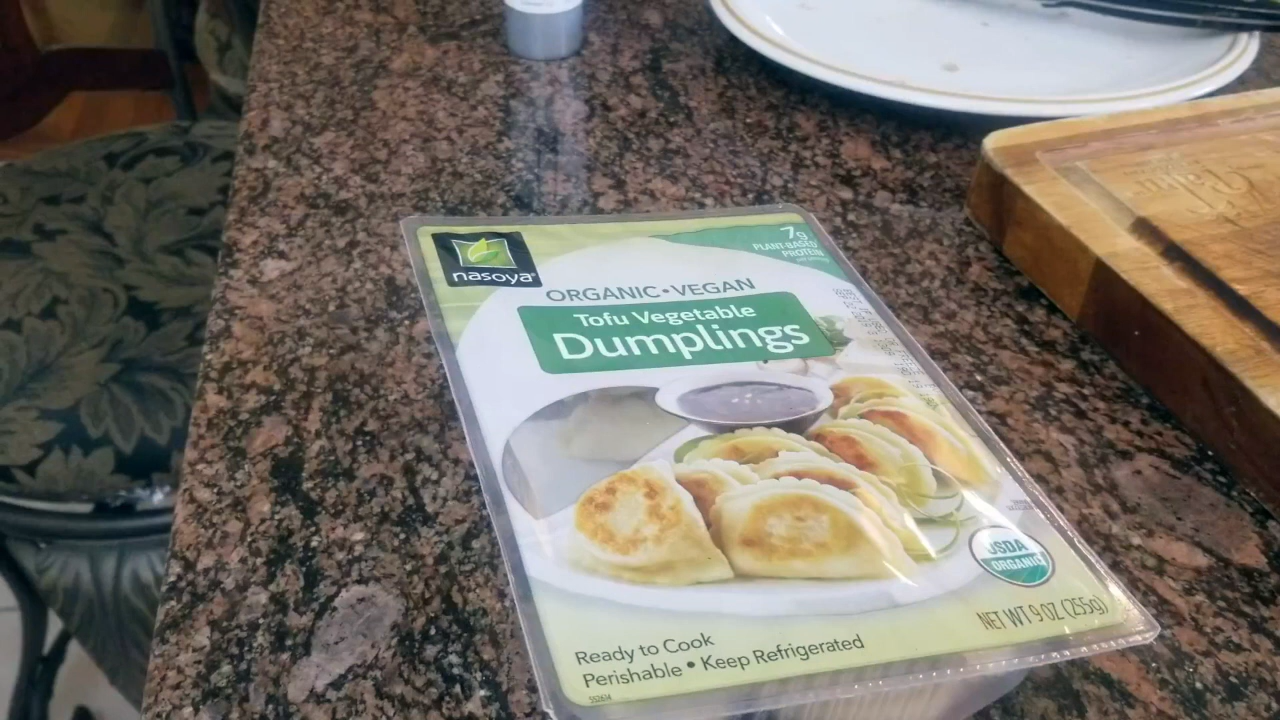 nasoya®
7g
PLANT-BASED
PROTEIN
ORGANIC • VEGAN
Tofu Vegetable
Dumplings
USDA
ORGANIC
NET WT 9 OZ (255g)
Ready to Cook
Perishable • Keep Refrigerated